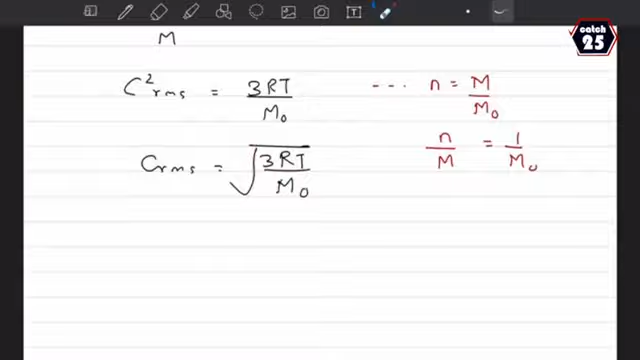 catch
25
M
C²rms = 3RT/M₀ --- n = M/M₀
n/M = 1/M₀
Crms = √(3RT/M₀)